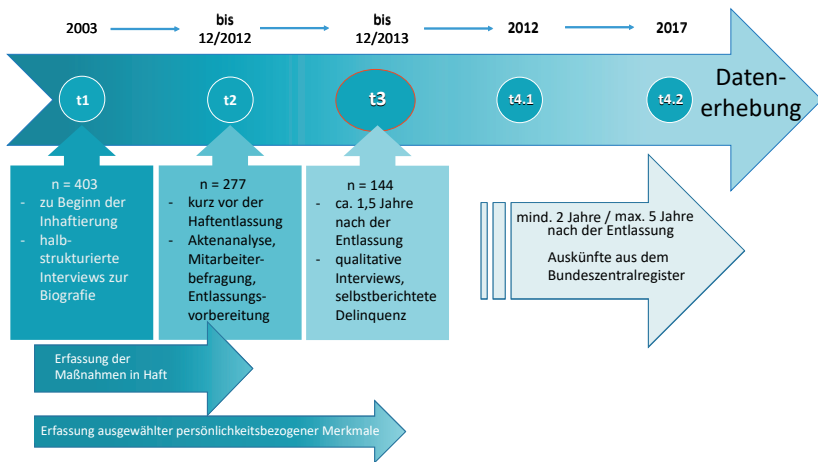 2003
bis
12/2012
bis
12/2013
2012
2017
t1
t2
t3
t4.1
t4.2
Daten-
erhebung
n = 403
- zu Beginn der
Inhaftierung
- halb-
strukturierte
Interviews zur
Biografie
n = 277
- kurz vor der
Haftentlassung
- Aktenanalyse,
Mitarbeiter-
befragung,
Entlassungs-
vorbereitung
n = 144
- ca. 1,5 Jahre
nach der
Entlassung
- qualitative
Interviews,
selbstberichtete
Delinquenz
mind. 2 Jahre / max. 5 Jahre
nach der Entlassung
Auskünfte aus dem
Bundeszentralregister
Erfassung der
Maßnahmen in Haft
Erfassung ausgewählter persönlichkeitsbezogener Merkmale